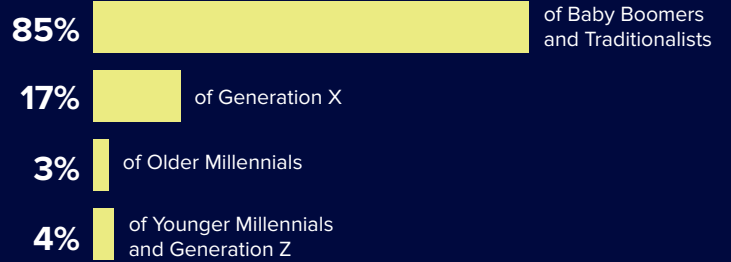 85%
of Baby Boomers
and Traditionalists
17%
of Generation X
3%
of Older Millennials
4%
of Younger Millennials
and Generation Z